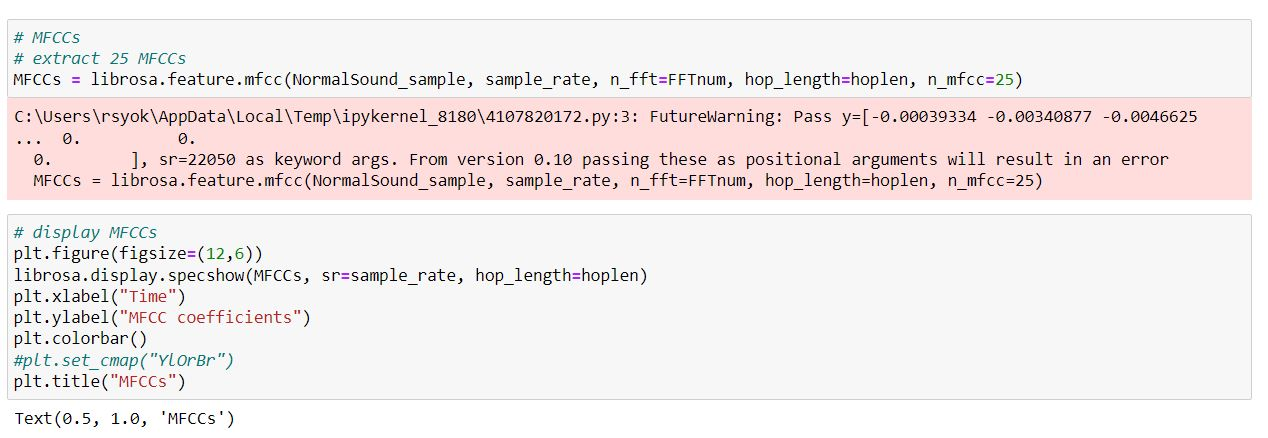 # MFCCs
# extract 25 MFCCs
MFCCs = librosa.feature.mfcc(NormalSound_sample, sample_rate, n_fft=FFTnum, hop_length=hoplen, n_mfcc=25)
C:\Users\rsyok\AppData\Local\Temp\ipykernel_8180\4107820172.py:3: FutureWarning: Pass y=[-0.00039334 -0.00340877 -0.0046625
...  0.          0.
  0.        ], sr=22050 as keyword args. From version 0.10 passing these as positional arguments will result in an error
  MFCCs = librosa.feature.mfcc(NormalSound_sample, sample_rate, n_fft=FFTnum, hop_length=hoplen, n_mfcc=25)
# display MFCCs
plt.figure(figsize=(12,6))
librosa.display.specshow(MFCCs, sr=sample_rate, hop_length=hoplen)
plt.xlabel("Time")
plt.ylabel("MFCC coefficients")
plt.colorbar()
#plt.set_cmap("YlOrBr")
plt.title("MFCCs")
Text(0.5, 1.0, 'MFCCs')